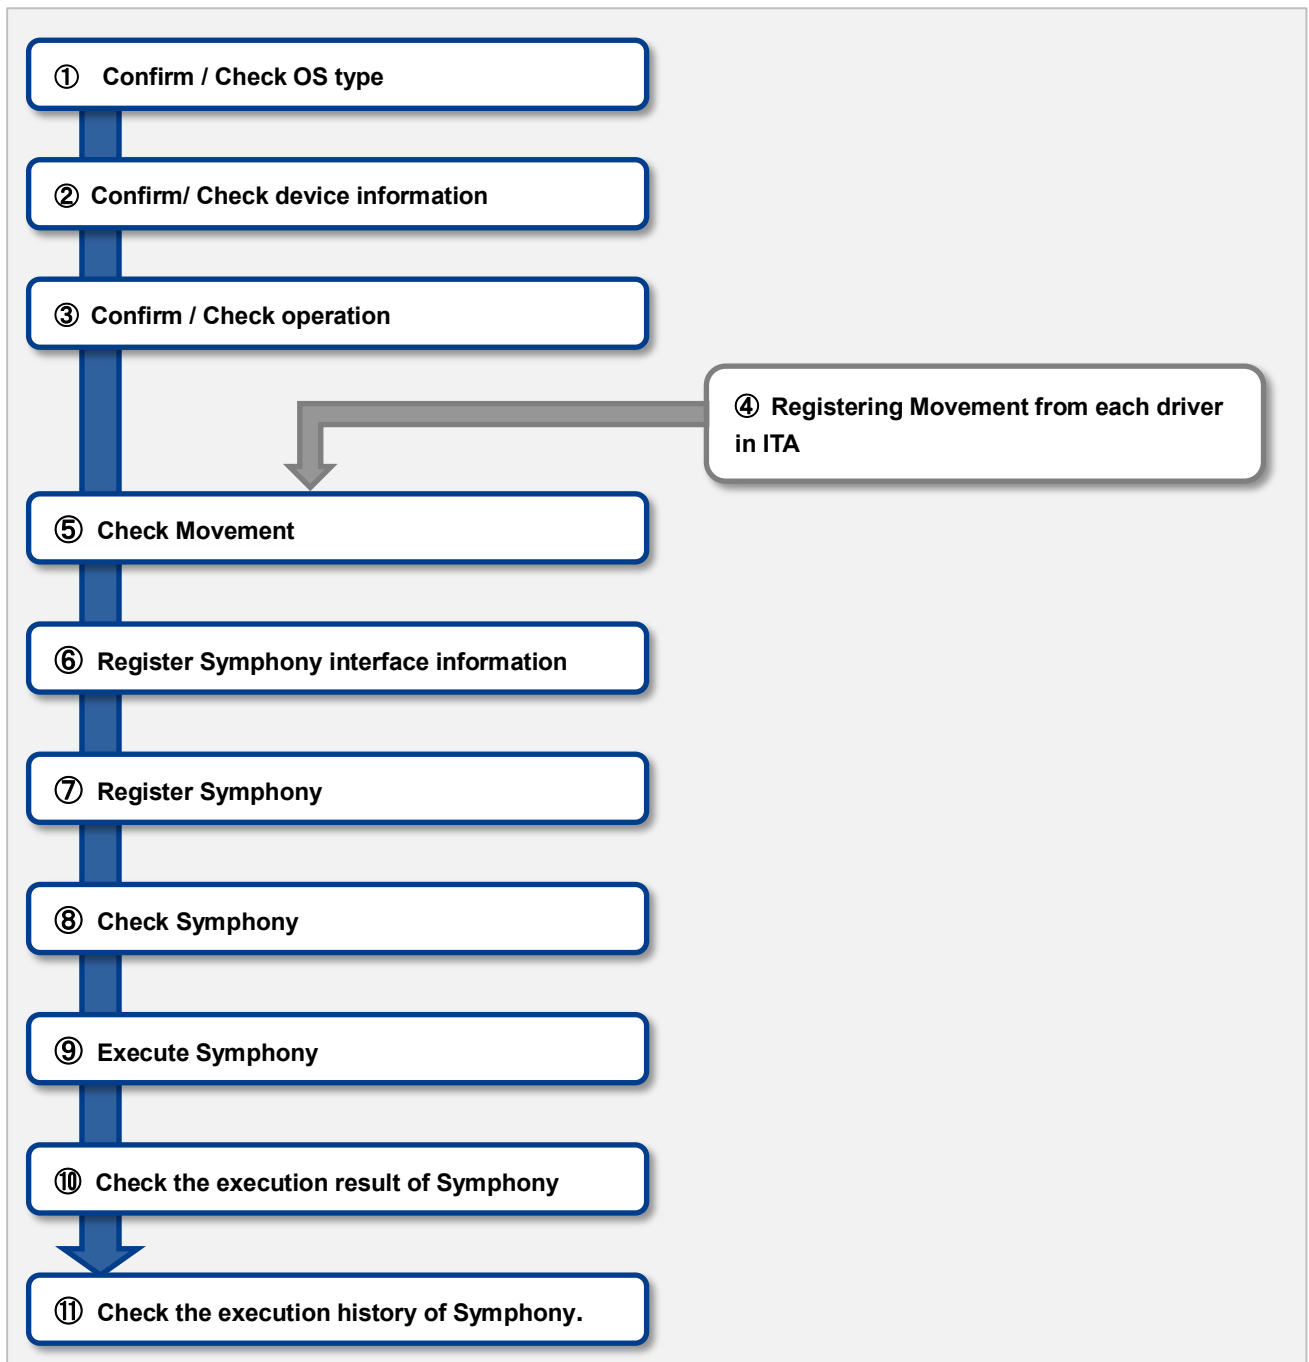 ① Confirm / Check OS type
② Confirm/ Check device information
③ Confirm / Check operation
④ Registering Movement from each driver
in ITA
⑤ Check Movement
⑥ Register Symphony interface information
⑦ Register Symphony
⑧ Check Symphony
⑨ Execute Symphony
⑩ Check the execution result of Symphony
⑪ Check the execution history of Symphony.